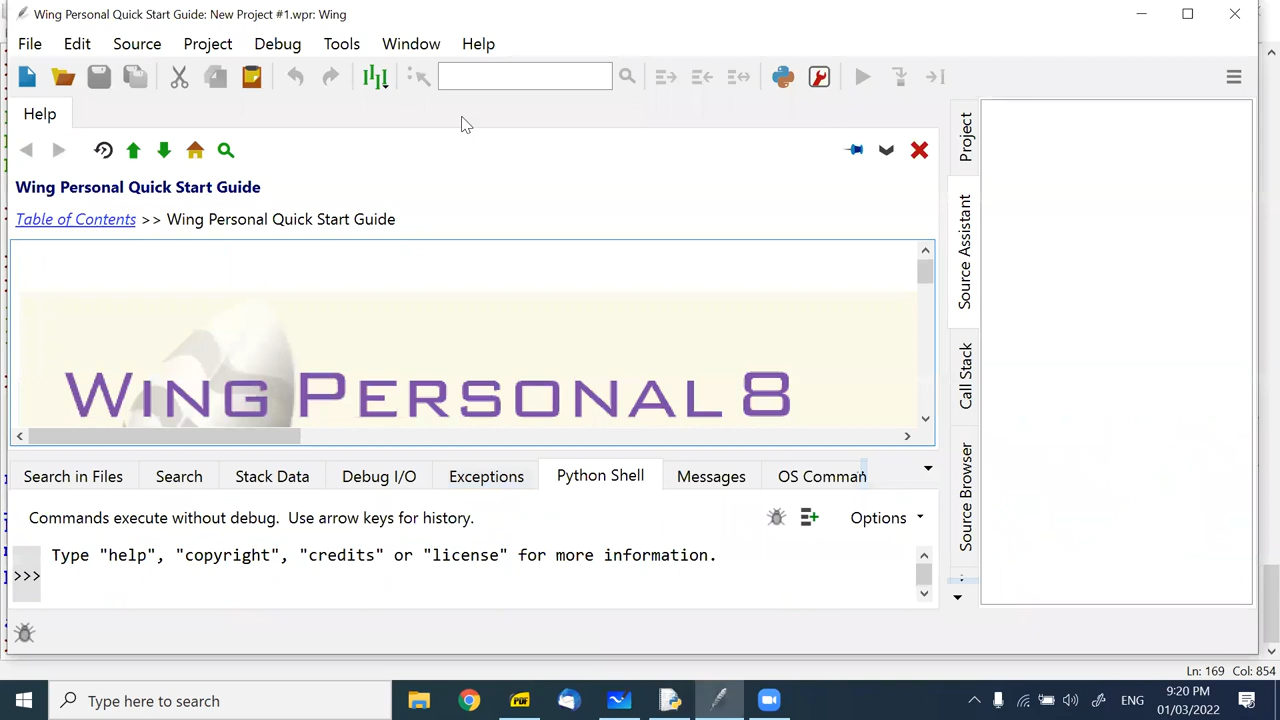 Wing Personal Quick Start Guide: New Project #1.wpr: Wing
File Edit Source Project Debug Tools Window Help
Help
Wing Personal Quick Start Guide
Table of Contents >> Wing Personal Quick Start Guide
WING PERSONAL 8
Project
Source Assistant
Call Stack
Source Browser
Search in Files Search Stack Data Debug I/O Exceptions Python Shell Messages OS Comman
Commands execute without debug. Use arrow keys for history. Options
Type "help", "copyright", "credits" or "license" for more information.
>>>
Ln: 169 Col: 854
Type here to search
PDF
ENG
9:20 PM
01/03/2022